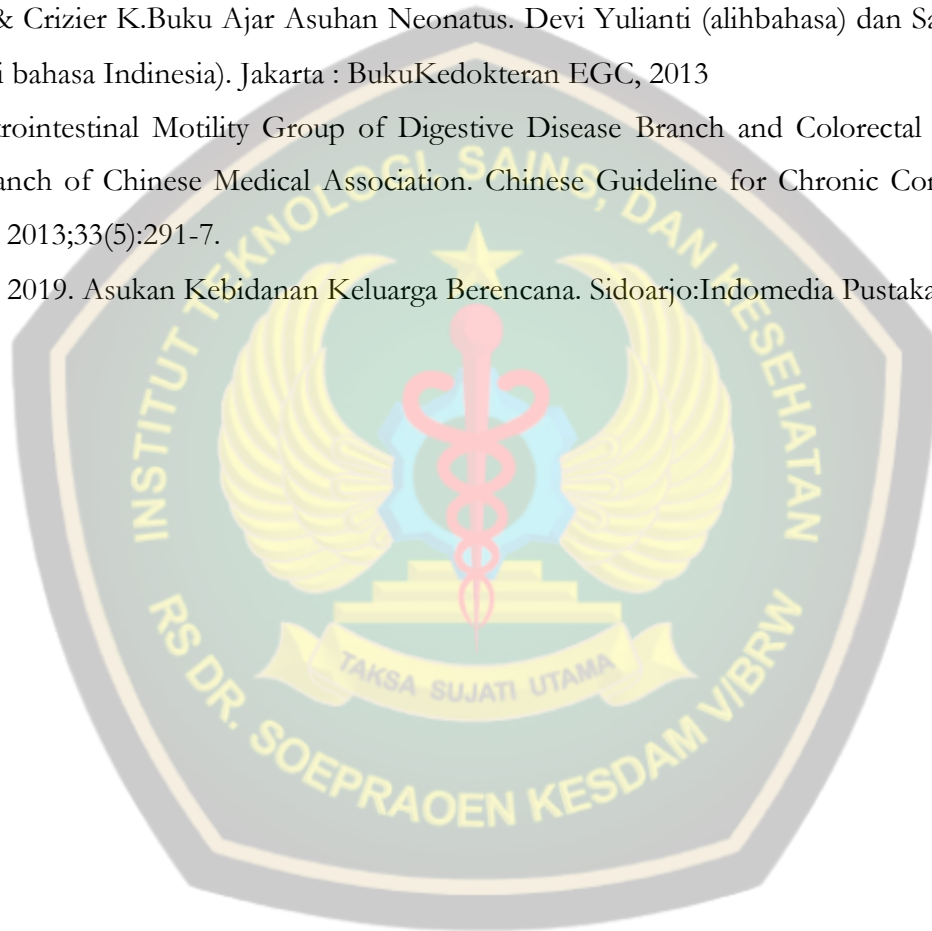 & Crizier K.Buku Ajar Asuhan Neonatus. Devi Yulianti (alihbahasa) dan Sa
i bahasa Indinesia). Jakarta : BukuKedokteran EGC, 2013
trointestinal Motility Group of Digestive Disease Branch and Colorectal
anch of Chinese Medical Association. Chinese Guideline for Chronic Con
2013;33(5):291-7.
2019. Asukan Kebidanan Keluarga Berencana. Sidoarjo:Indomedia Pustaka
INSTITUT TEKNOLOGI, SAINS, DAN KESEHATAN
TAKSA SUJATI UTAMA
RS DR. SOEPRAOEN KESDAM V/BRW